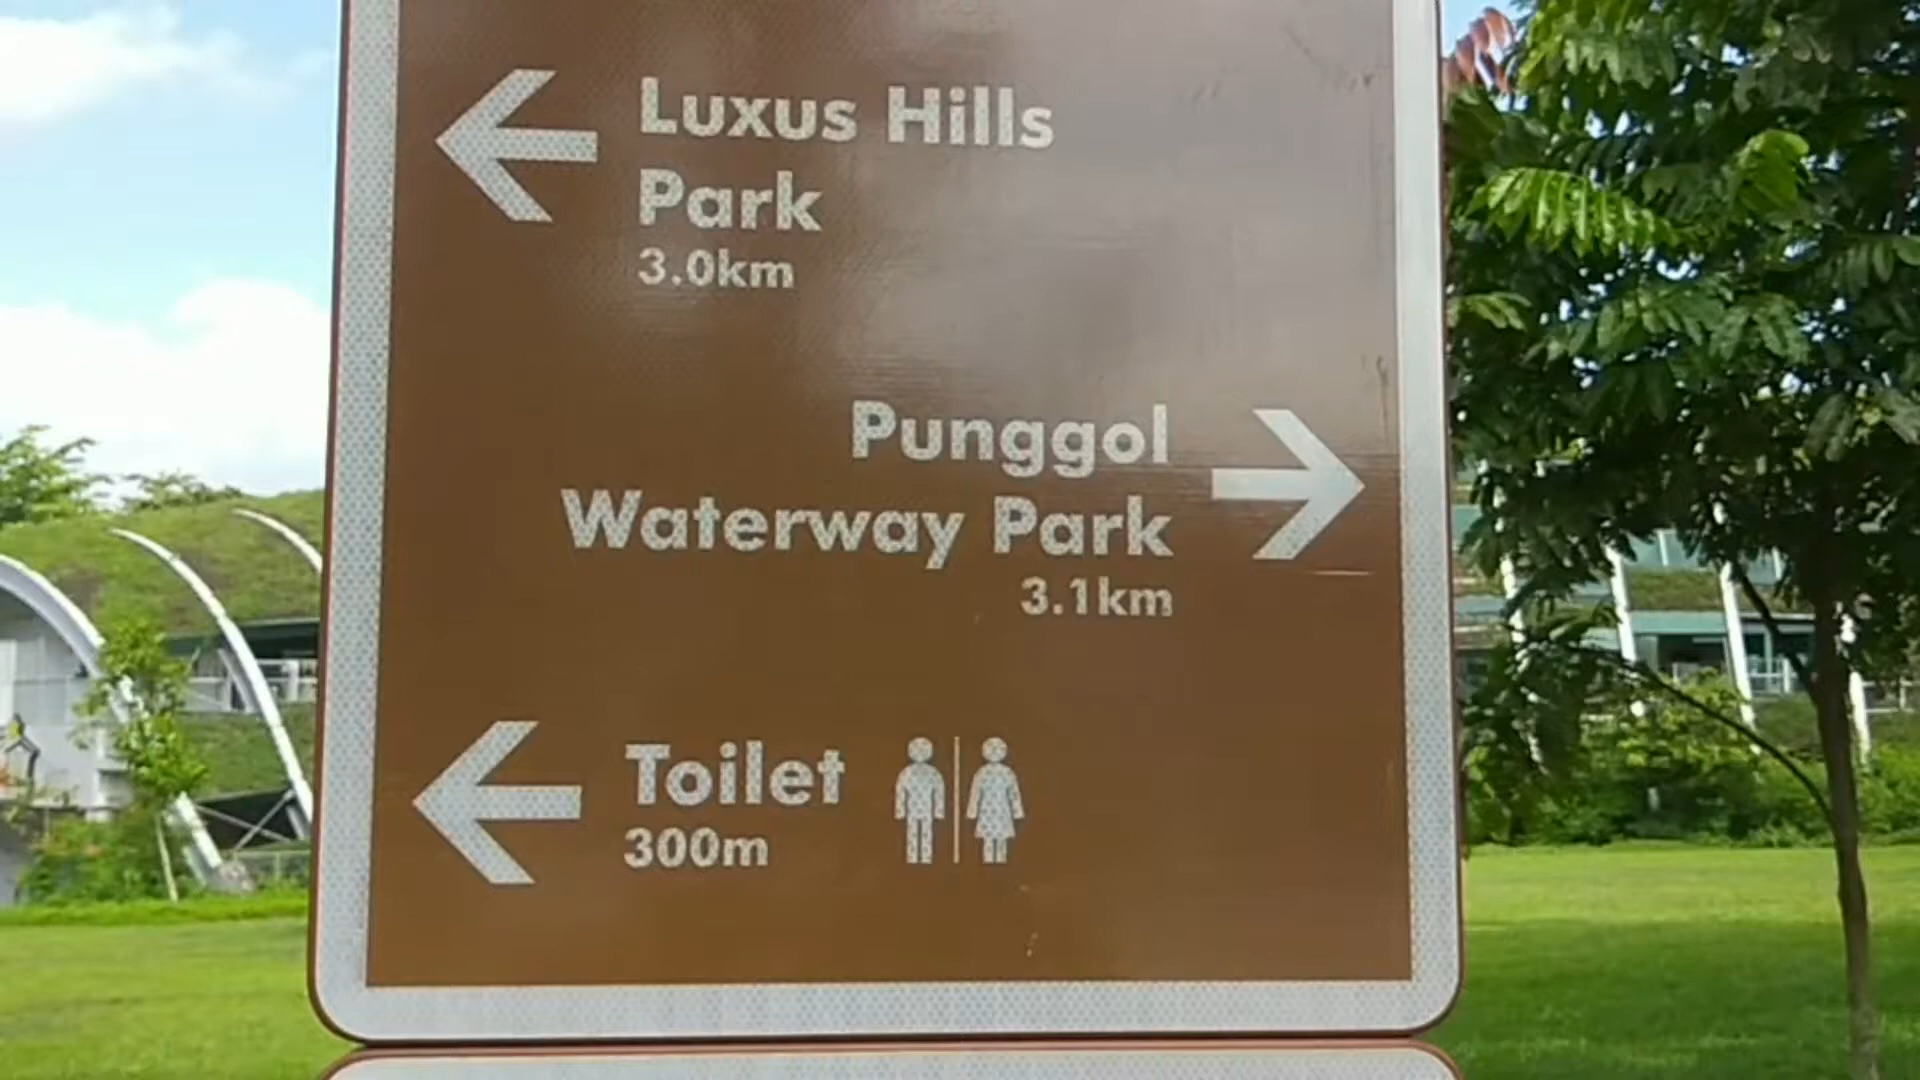 Luxus Hills
Park
3.0km
Punggol
Waterway Park
3.1km
Toilet
300m